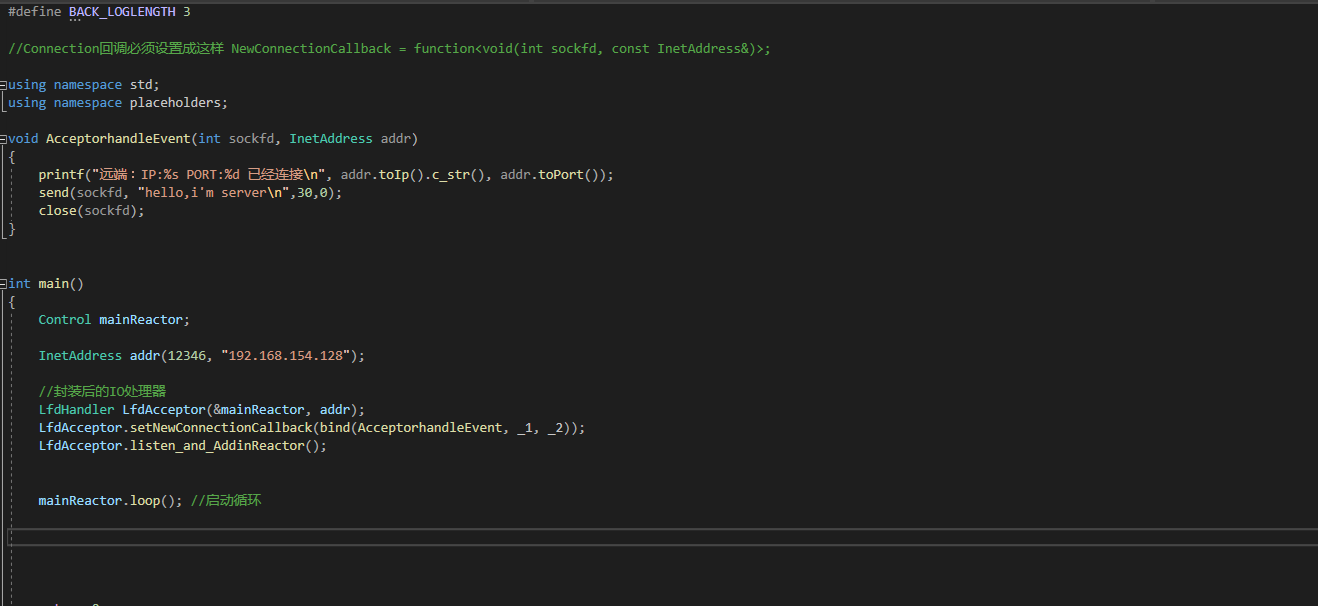 #define BACK_LOGLENGTH 3
//Connection回调必须设置成这样 NewConnectionCallback = function<void(int sockfd, const InetAddress&)>;
using namespace std;
using namespace placeholders;
void AcceptorhandleEvent(int sockfd, InetAddress addr)
{
printf("远端：IP:%s PORT:%d 已经连接\n", addr.toIp().c_str(), addr.toPort());
send(sockfd, "hello,i'm server\n",30,0);
close(sockfd);
}
int main()
{
Control mainReactor;
InetAddress addr(12346, "192.168.154.128");
//封装后的IO处理器
LfdHandler LfdAcceptor(&mainReactor, addr);
LfdAcceptor.setNewConnectionCallback(bind(AcceptorhandleEvent, _1, _2));
LfdAcceptor.listen_and_AddinReactor();
mainReactor.loop(); //启动循环